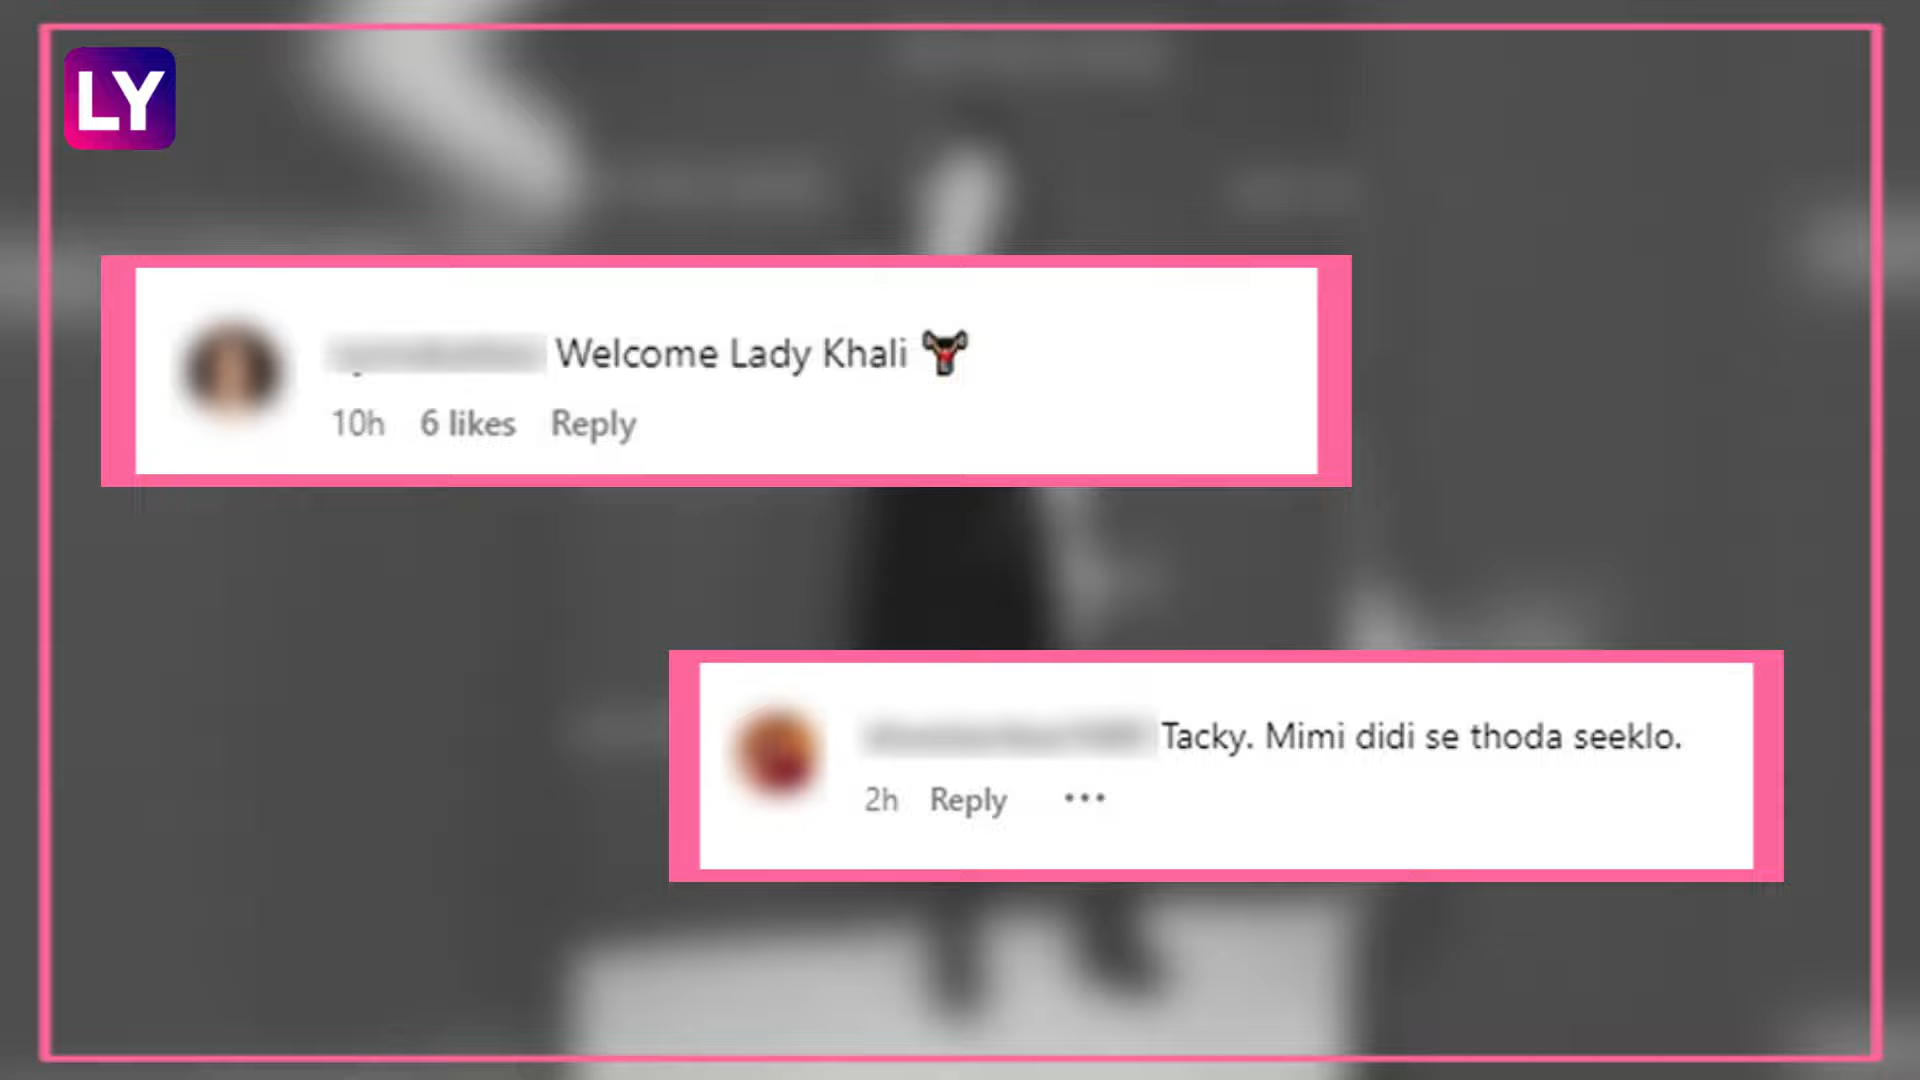 LY
Welcome Lady Khali 🏋
10h 6 likes Reply
Tacky. Mimi didi se thoda seeklo.
2h Reply •••